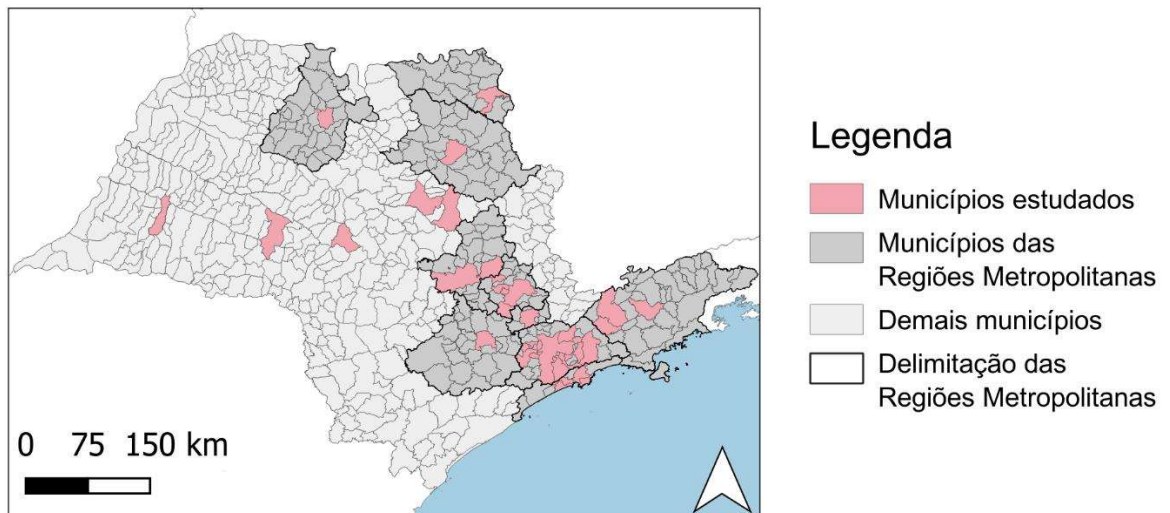 Legenda
Municípios estudados
Municípios das
Regiões Metropolitanas
Demais municípios
Delimitação das
Regiões Metropolitanas
0 75 150 km